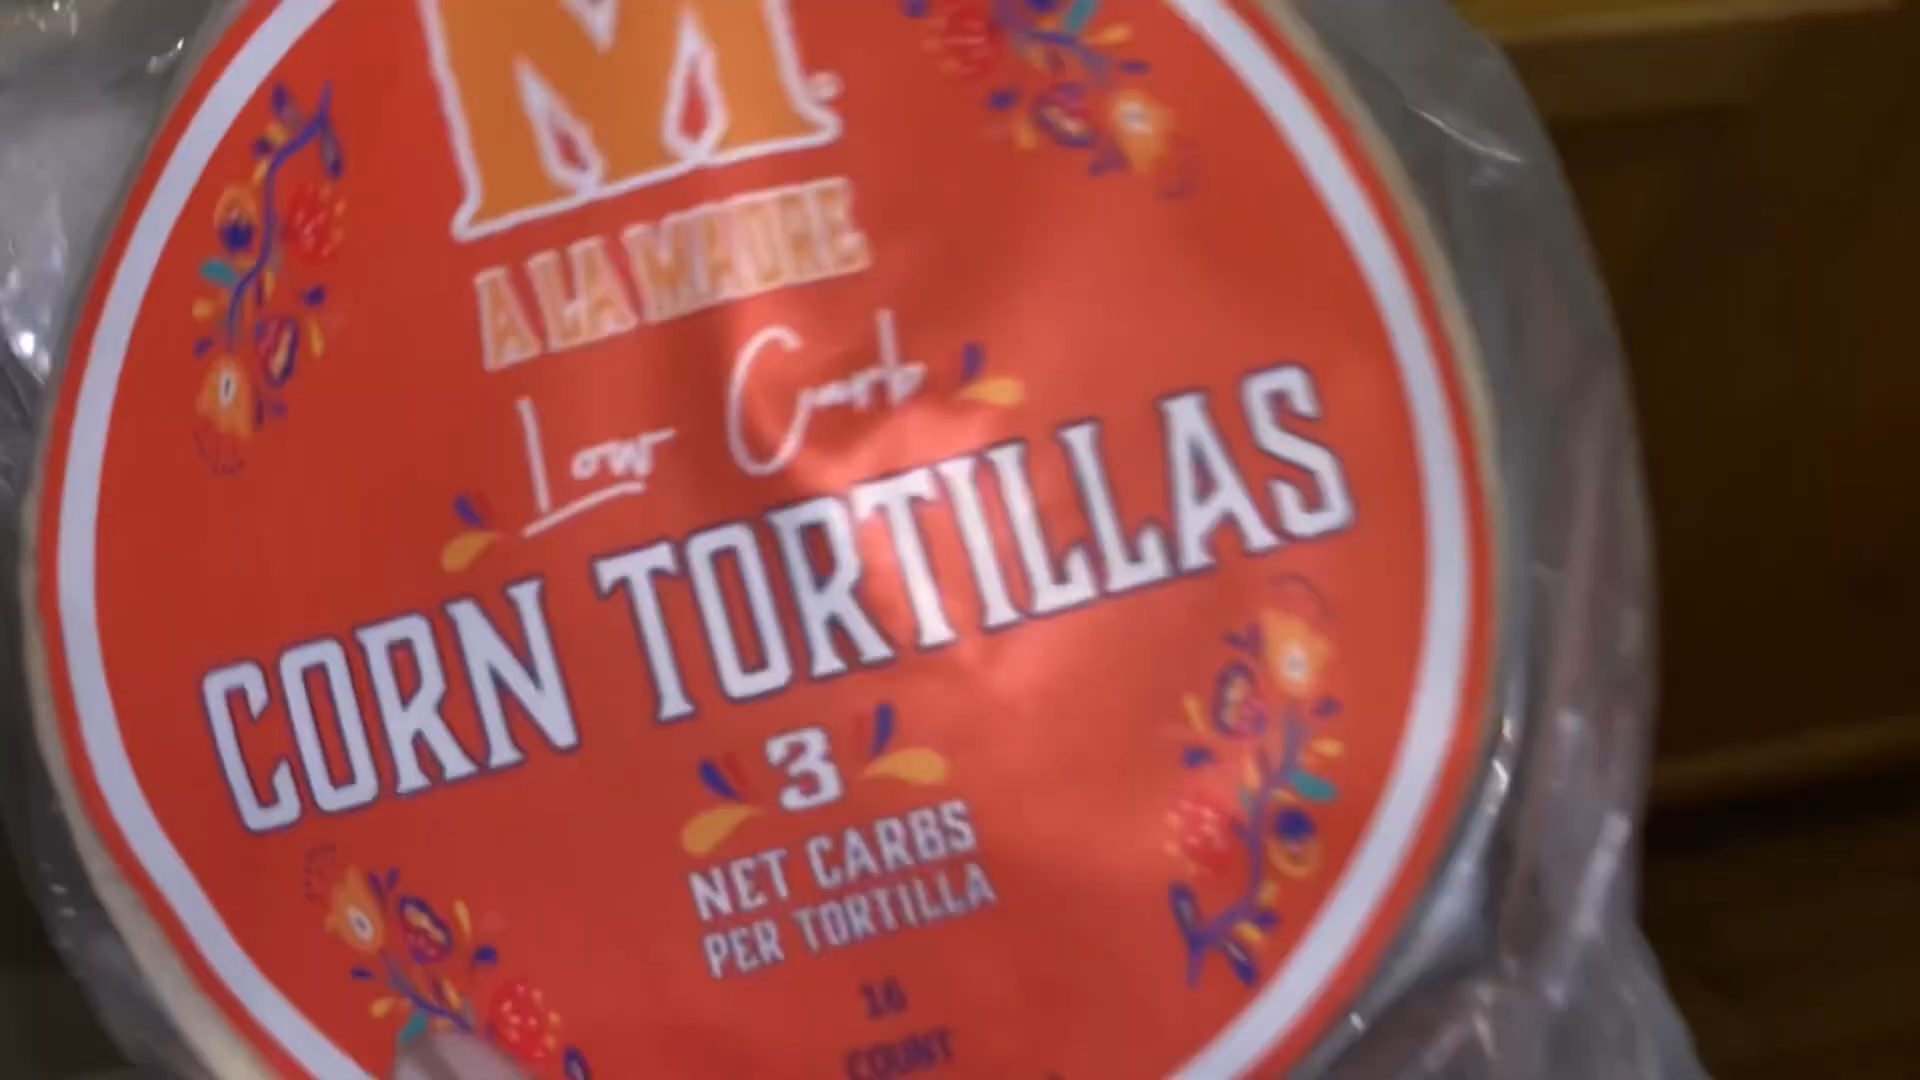 M
A LA MADRE
Low Carb
CORN TORTILLAS
3
NET CARBS
PER TORTILLA
16
COUNT